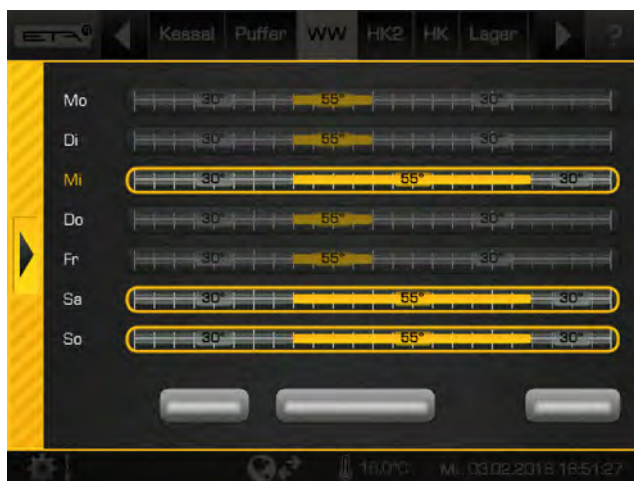 ETA Kessel Puffer WW HK2 HK Lager ?
Mo 30° 55° 30°
Di 30° 55° 30°
Mi 30° 55° 30°
Do 30° 55° 30°
Fr 30° 55° 30°
Sa 30° 55° 30°
So 30° 55° 30°
16,0°C Mi., 03.02.2016 16:51:27